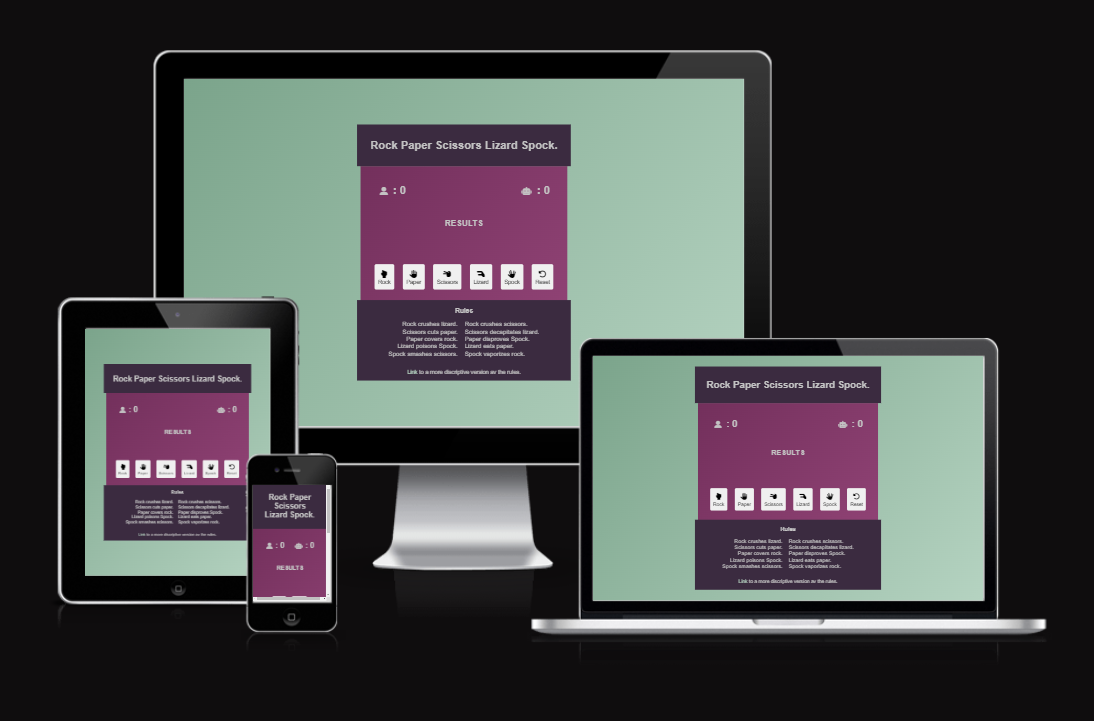 Rock Paper Scissors Lizard Spock.
: 0 : 0
RESULTS
Rock Paper Scissors Lizard Spock Reset
Rules
Rock crushes lizard. Rock crushes scissors.
Scissors cuts paper. Scissors decapitates lizard.
Paper covers rock. Paper disproves Spock.
Lizard poisons Spock. Lizard eats paper.
Spock smashes scissors. Spock vaporizes rock.
Link to a more discriptive version av the rules.
Rock Paper Scissors Lizard Spock.
: 0 : 0
RESULTS
Rock Paper Scissors Lizard Spock Reset
Rules
Rock crushes lizard. Rock crushes scissors.
Scissors cuts paper. Scissors decapitates lizard.
Paper covers rock. Paper disproves Spock.
Lizard poisons Spock. Lizard eats paper.
Spock smashes scissors. Spock vaporizes rock.
Link to a more discriptive version av the rules.
Rock Paper
Scissors
Lizard Spock.
: 0 : 0
RESULTS
Rock Paper Scissors Lizard Spock.
: 0 : 0
RESULTS
Rock Paper Scissors Lizard Spock Reset
Rules
Rock crushes lizard. Rock crushes scissors.
Scissors cuts paper. Scissors decapitates lizard.
Paper covers rock. Paper disproves Spock.
Lizard poisons Spock. Lizard eats paper.
Spock smashes scissors. Spock vaporizes rock.
Link to a more discriptive version av the rules.